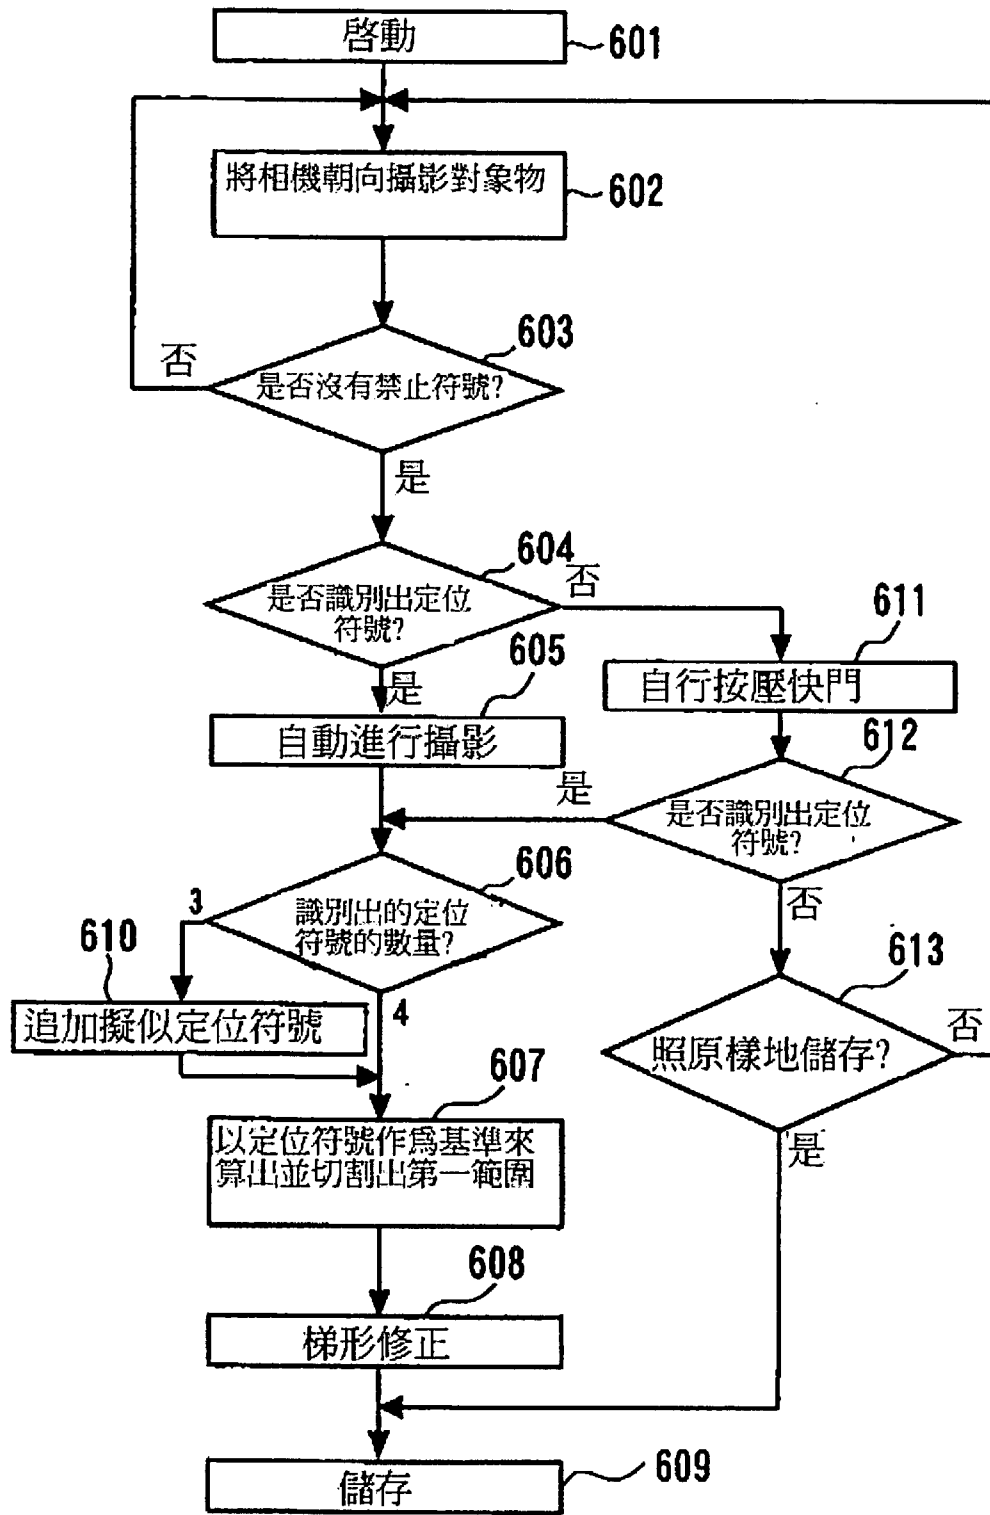 啓動
601
將相機朝向攝影對象物
602
603
否
是否沒有禁止符號?
是
604
否
是否識別出定位
符號?
611
605
是
自行按壓快門
自動進行攝影
612
是
是否識別出定位
符號?
606
3
識別出的定位
符號的數量?
否
610
613
4
追加擬似定位符號
照原樣地儲存?
否
607
以定位符號作爲基準來
算出並切割出第一範圍
是
608
梯形修正
609
儲存